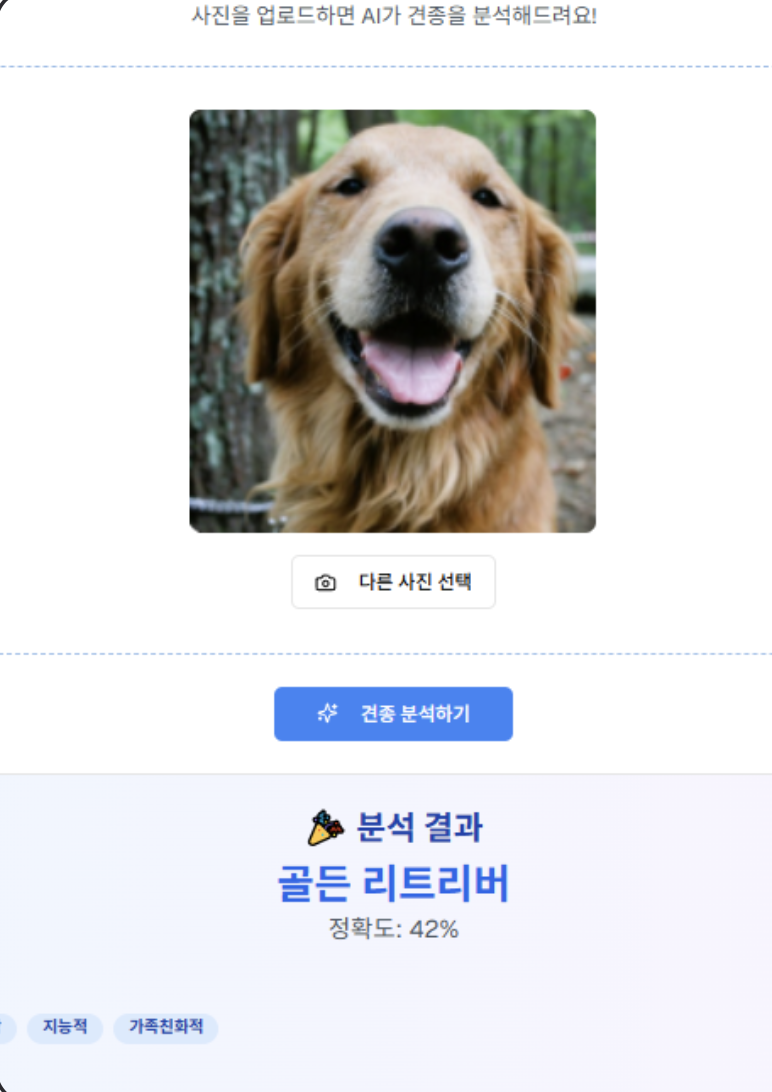 사진을 업로드하면 AI가 견종을 분석해드려요!
다른 사진 선택
견종 분석하기
분석 결과
골든 리트리버
정확도: 42%
지능적 가족친화적